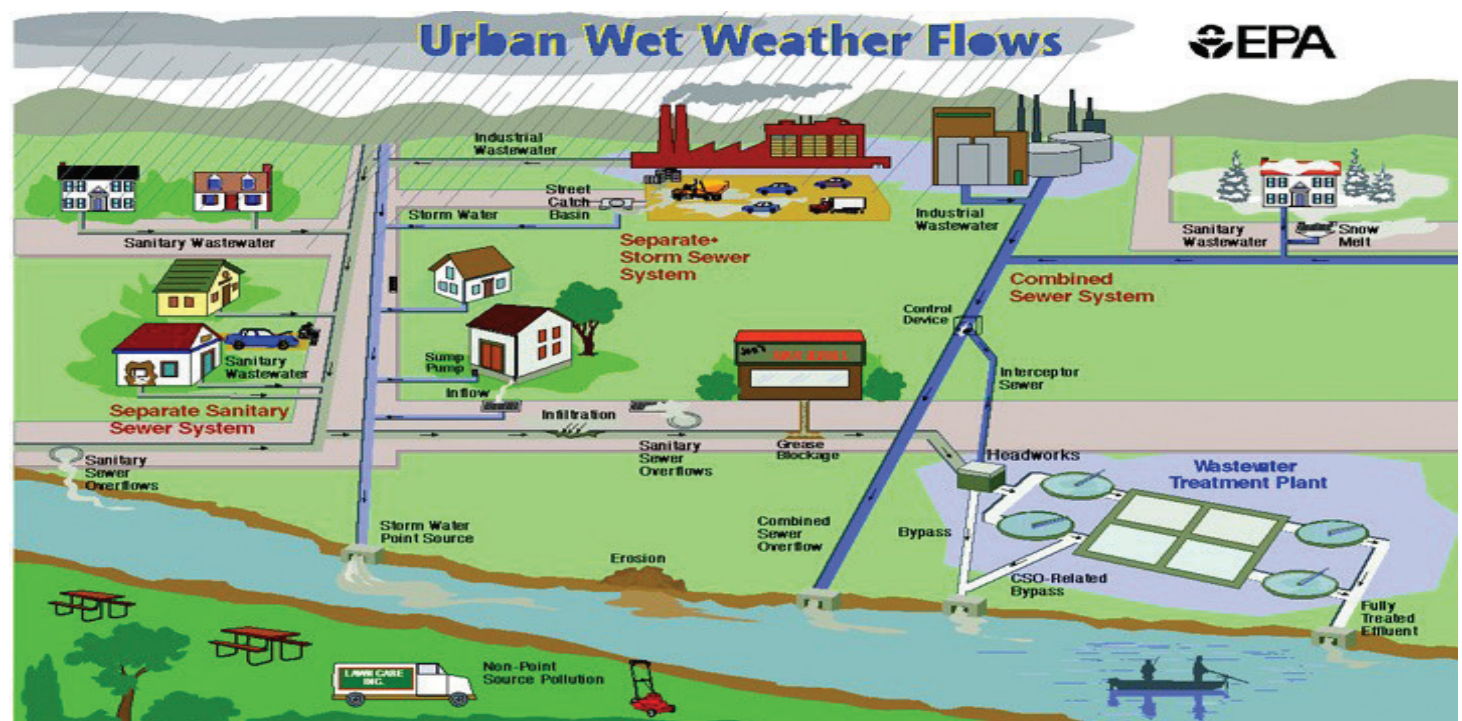 Urban Wet Weather Flows
EPA
Industrial
Wastewater
Street
Catch
Basin
Storm Water
Sanitary Wastewater
Separate
Storm Sewer
System
Industrial
Wastewater
Sanitary
Wastewater
Snow
Melt
Combined
Sewer System
Control
Device
Interceptor
Sewer
Sanitary
Wastewater
Sump
Pump
Inflow
Infiltration
Separate Sanitary
Sewer System
Sanitary
Sewer
Overflows
Sanitary
Sewer
Overflows
Grease
Blockage
Headworks
Wastewater
Treatment Plant
Storm Water
Point Source
Erosion
Combined
Sewer
Overflow
Bypass
CSO-Related
Bypass
Fully
Treated
Effluent
LAWN CARE
INC.
Non-Point
Source Pollution